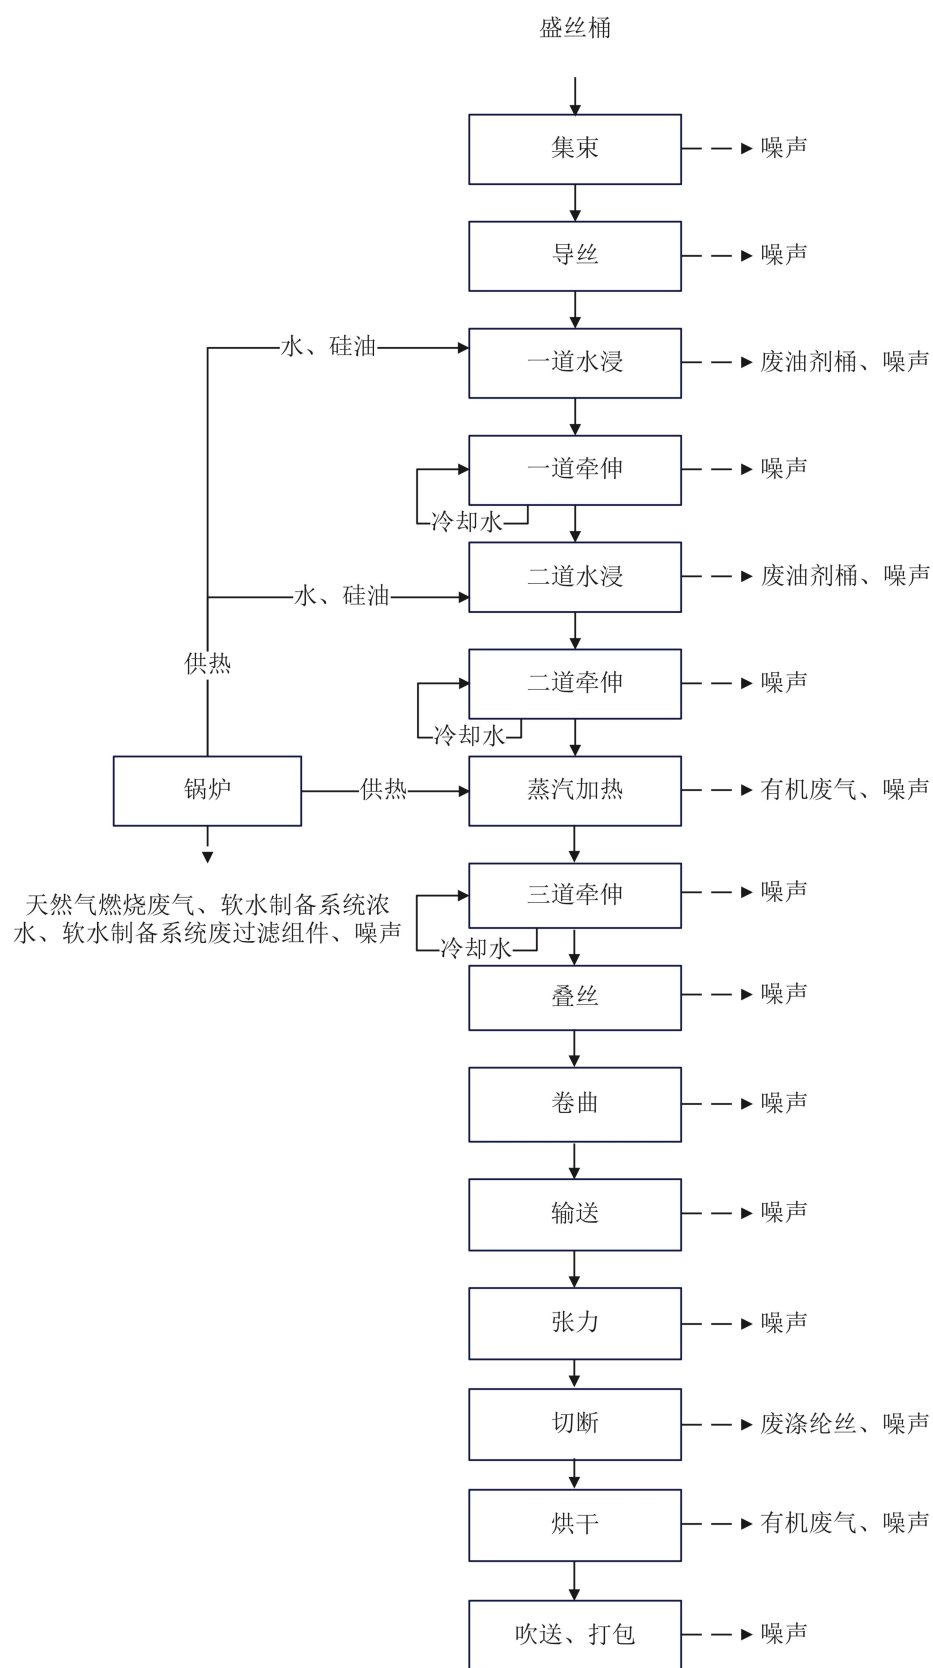 盛丝桶
集束
噪声
导丝
噪声
水、硅油
一道水浸
废油剂桶、噪声
一道牵伸
噪声
冷却水
二道水浸
废油剂桶、噪声
水、硅油
供热
二道牵伸
噪声
冷却水
锅炉
供热
蒸汽加热
有机废气、噪声
三道牵伸
噪声
天然气燃烧废气、软水制备系统浓
水、软水制备系统废过滤组件、噪声
冷却水
叠丝
噪声
卷曲
噪声
输送
噪声
张力
噪声
切断
废涤纶丝、噪声
烘干
有机废气、噪声
吹送、打包
噪声